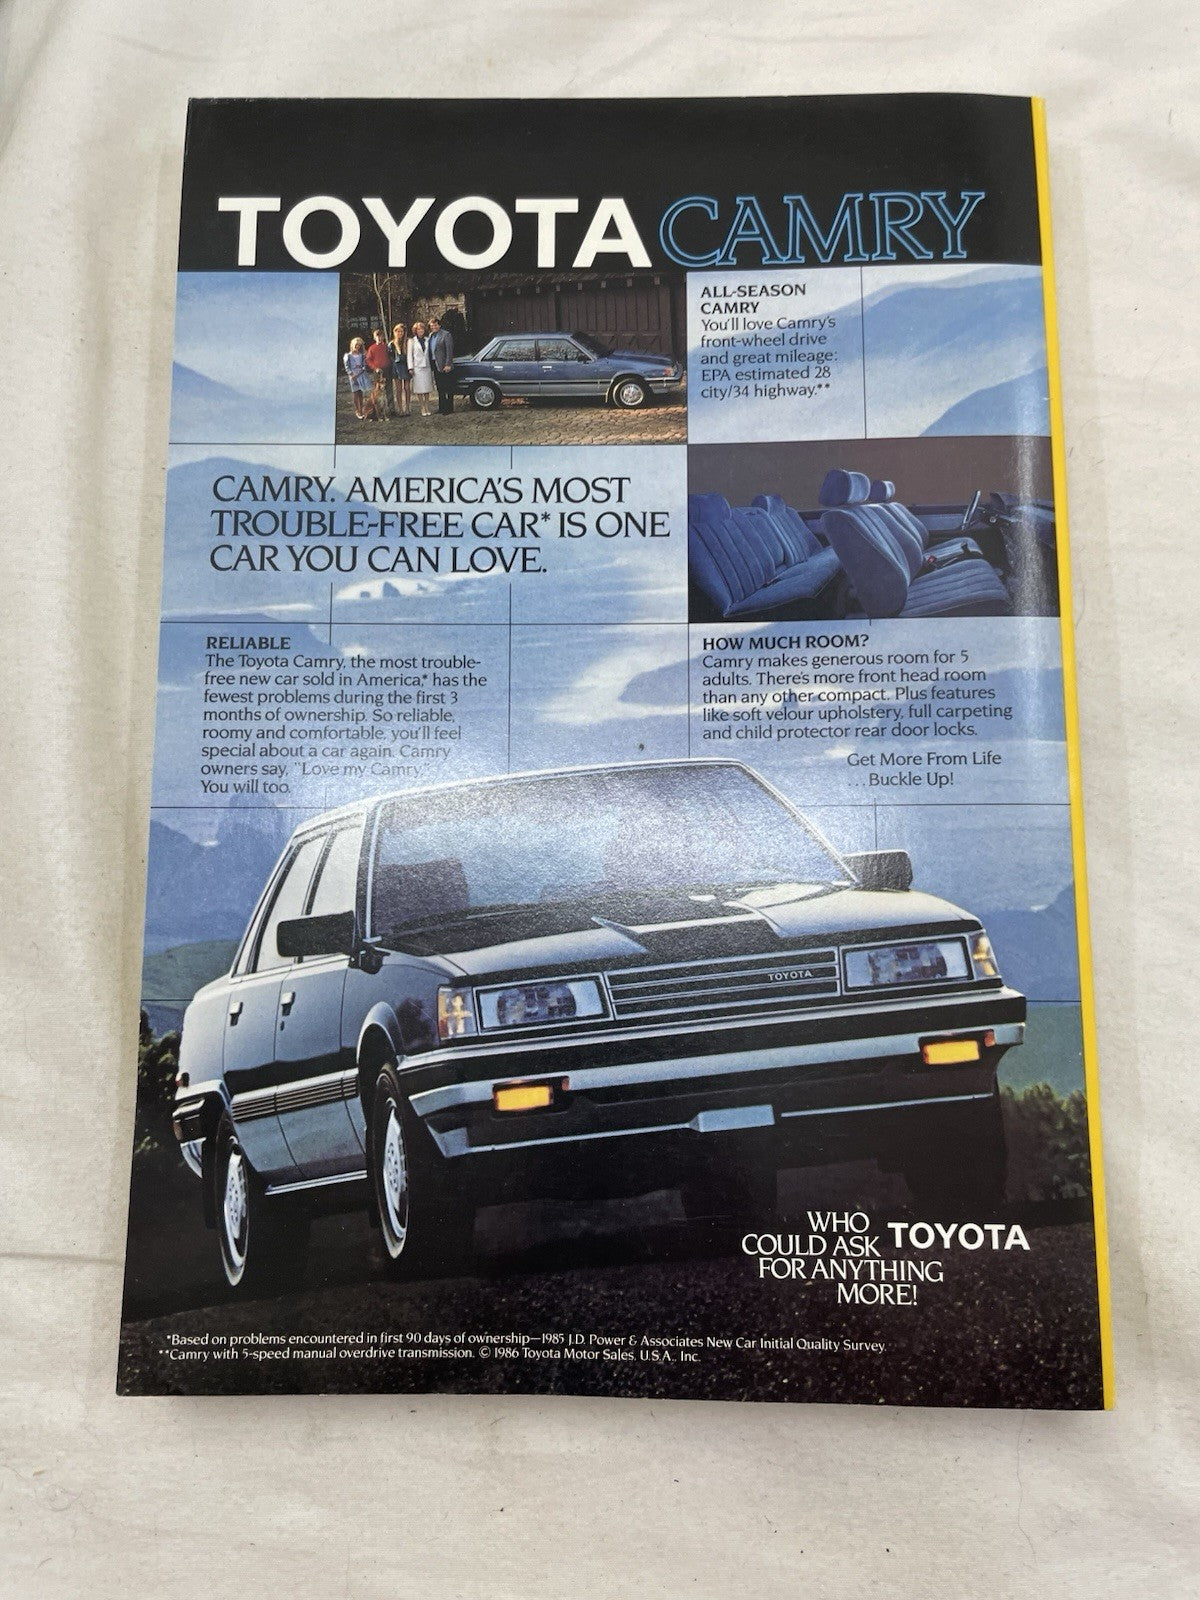 TOYOTA CAMRY
ALL-SEASON
CAMRY
You'll love Camry's
front-wheel drive
and great mileage:
EPA estimated 28
city/34 highway.**
CAMRY. AMERICA'S MOST
TROUBLE-FREE CAR* IS ONE
CAR YOU CAN LOVE.
RELIABLE
The Toyota Camry, the most trouble-
free new car sold in America,* has the
fewest problems during the first 3
months of ownership. So reliable,
roomy and comfortable, you'll feel
special about a car again. Camry
owners say, "Love my Camry."
You will too.
HOW MUCH ROOM?
Camry makes generous room for 5
adults. There's more front head room
than any other compact. Plus features
like soft velour upholstery, full carpeting
and child protector rear door locks.
Get More From Life
...Buckle Up!
TOYOTA
WHO
COULD ASK
FOR ANYTHING
MORE!
TOYOTA
*Based on problems encountered in first 90 days of ownership—1985 J.D. Power & Associates New Car Initial Quality Survey.
**Camry with 5-speed manual overdrive transmission. © 1986 Toyota Motor Sales, U.S.A., Inc.